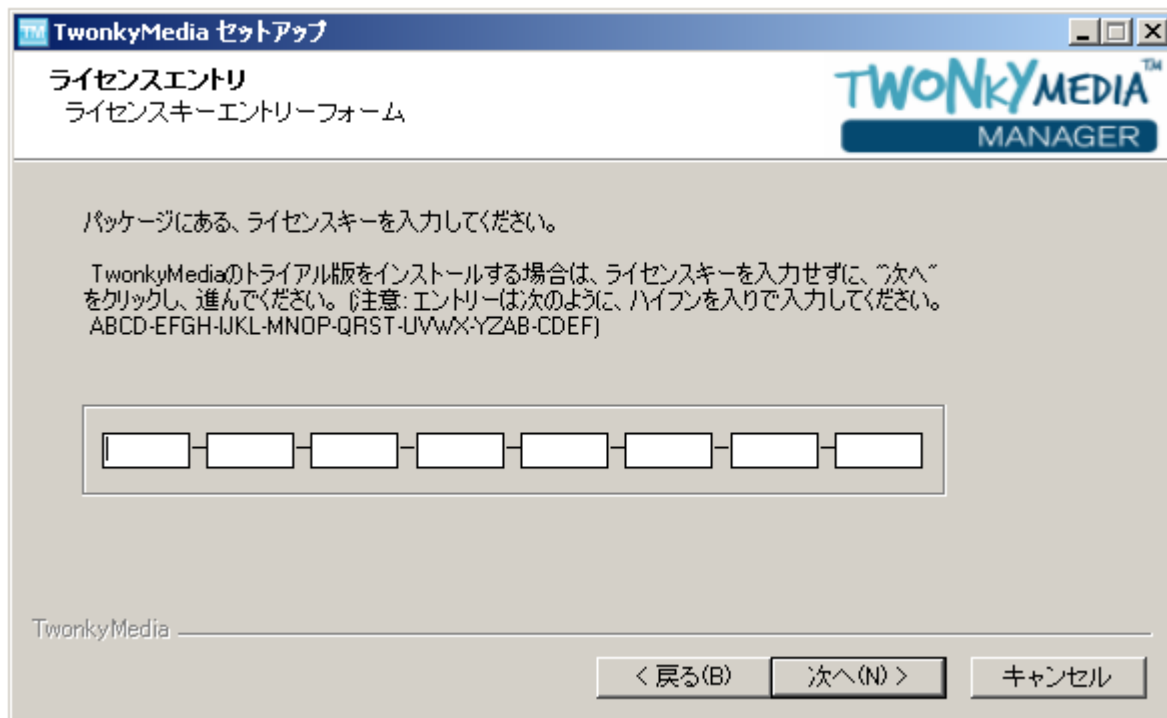 TwonkyMedia セットアップ
ライセンスエントリ
ライセンスキーエントリーフォーム
TWONKYMEDIA™
MANAGER
パッケージにある、ライセンスキーを入力してください。
TwonkyMediaのトライアル版をインストールする場合は、ライセンスキーを入力せずに、"次へ"
をクリックし、進んでください。(注意: エントリーは次のように、ハイフンを入りで入力してください。
ABCD-EFGH-IJKL-MNOP-QRST-UVWX-YZAB-CDEF)
TwonkyMedia
< 戻る(B) 次へ(N) > キャンセル